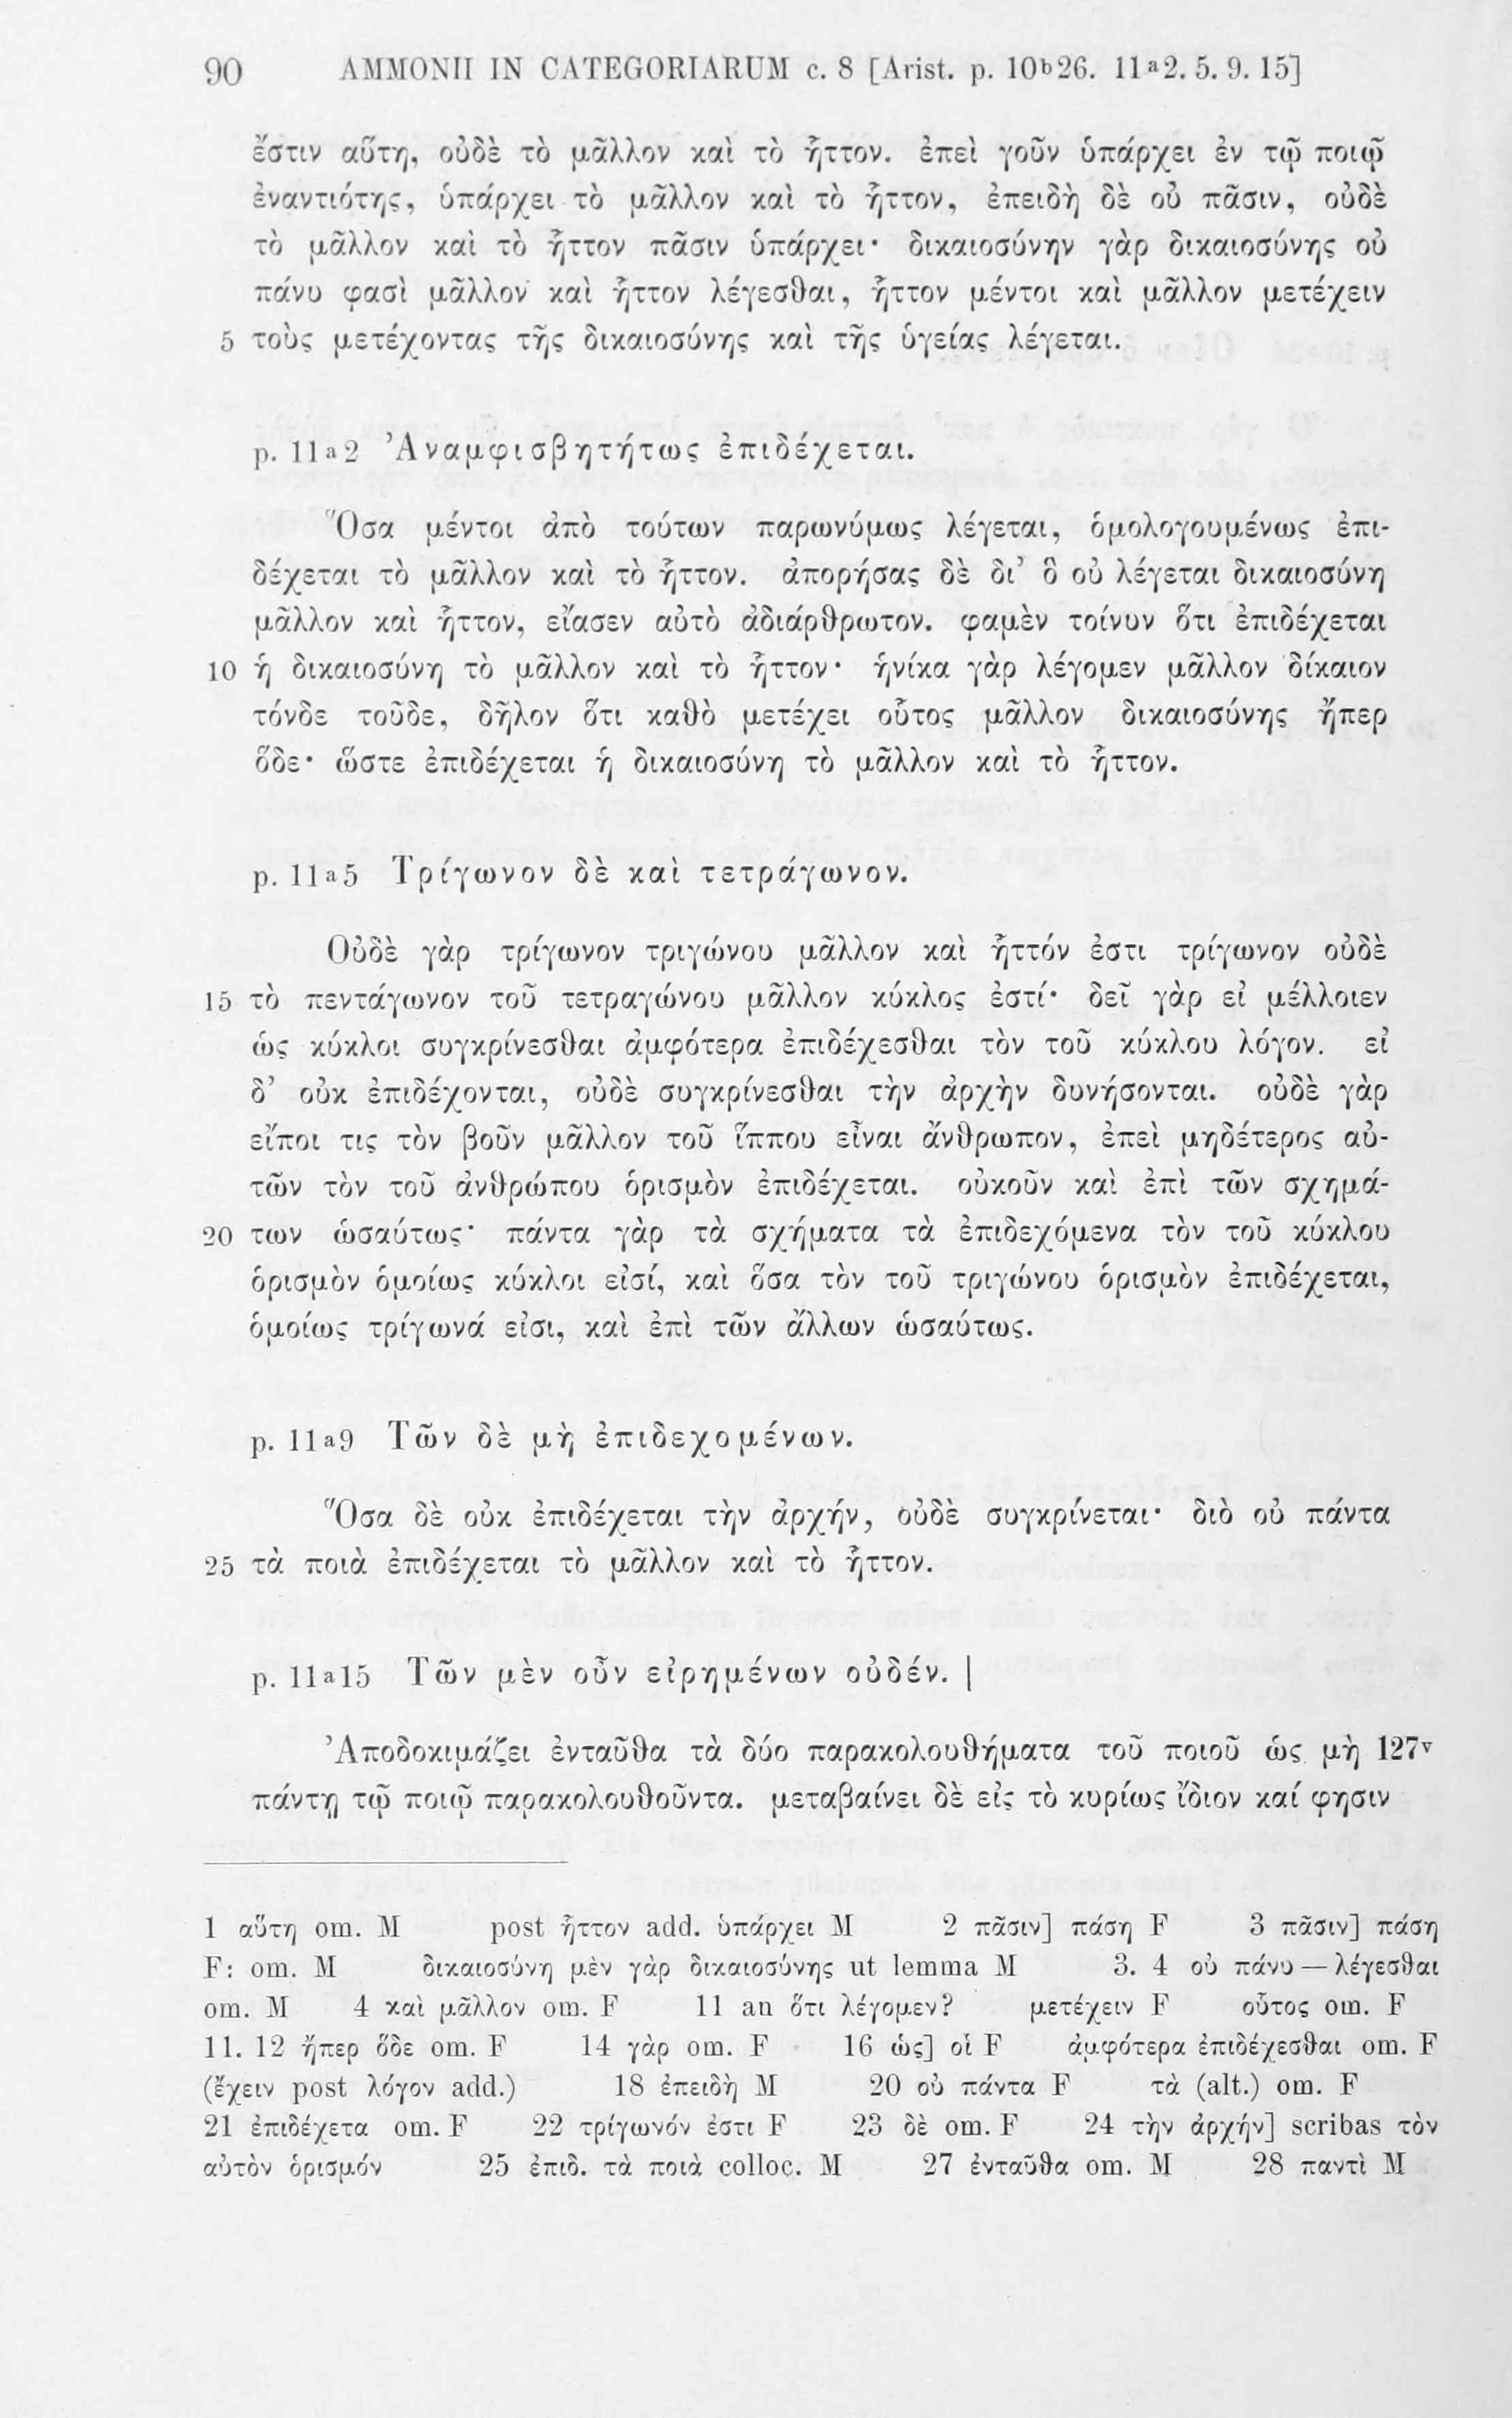 90 AMMONII IN CATEGORIARUM c. 8 [Arist. p. 10b26. 11a2. 5. 9. 15]
ἔστιν αὕτη, οὐδὲ τὸ μᾶλλον καὶ τὸ ἧττον. ἐπεὶ γοῦν ὑπάρχει ἐν τῷ ποιῷ
ἐναντιότης, ὑπάρχει τὸ μᾶλλον καὶ τὸ ἧττον, ἐπειδὴ δὲ οὐ πᾶσιν, οὐδὲ
τὸ μᾶλλον καὶ τὸ ἧττον πᾶσιν ὑπάρχει· δικαιοσύνην γὰρ δικαιοσύνης οὐ
πάνυ φασὶ μᾶλλον καὶ ἧττον λέγεσθαι, ἧττον μέντοι καὶ μᾶλλον μετέχειν
5 τοὺς μετέχοντας τῆς δικαιοσύνης καὶ τῆς ὑγείας λέγεται.
p. 11a2 Ἀναμφισβητήτως ἐπιδέχεται.
Ὅσα μέντοι ἀπὸ τούτων παρωνύμως λέγεται, ὁμολογουμένως ἐπι-
δέχεται τὸ μᾶλλον καὶ τὸ ἧττον. ἀπορήσας δὲ δι’ ὃ οὐ λέγεται δικαιοσύνη
μᾶλλον καὶ ἧττον, εἴασεν αὐτὸ ἀδιάρθρωτον. φαμὲν τοίνυν ὅτι ἐπιδέχεται
10 ἡ δικαιοσύνη τὸ μᾶλλον καὶ τὸ ἧττον· ἡνίκα γὰρ λέγομεν μᾶλλον δίκαιον
τόνδε τοῦδε, δῆλον ὅτι καθὸ μετέχει οὗτος μᾶλλον δικαιοσύνης ἤπερ
ὅδε· ὥστε ἐπιδέχεται ἡ δικαιοσύνη τὸ μᾶλλον καὶ τὸ ἧττον.
p. 11a5 Τρίγωνον δὲ καὶ τετράγωνον.
Οὐδὲ γὰρ τρίγωνον τριγώνου μᾶλλον καὶ ἧττόν ἐστι τρίγωνον οὐδὲ
15 τὸ πεντάγωνον τοῦ τετραγώνου μᾶλλον κύκλος ἐστί· δεῖ γὰρ εἰ μέλλοιεν
ὡς κύκλοι συγκρίνεσθαι ἀμφότερα ἐπιδέχεσθαι τὸν τοῦ κύκλου λόγον. εἰ
δ’ οὐκ ἐπιδέχονται, οὐδὲ συγκρίνεσθαι τὴν ἀρχὴν δυνήσονται. οὐδὲ γὰρ
εἴποι τις τὸν βοῦν μᾶλλον τοῦ ἵππου εἶναι ἄνθρωπον, ἐπεὶ μηδέτερος αὐ-
τῶν τὸν τοῦ ἀνθρώπου ὁρισμὸν ἐπιδέχεται. οὐκοῦν καὶ ἐπὶ τῶν σχημά-
20 των ὡσαύτως· πάντα γὰρ τὰ σχήματα τὰ ἐπιδεχόμενα τὸν τοῦ κύκλου
ὁρισμὸν ὁμοίως κύκλοι εἰσί, καὶ ὅσα τὸν τοῦ τριγώνου ὁρισμὸν ἐπιδέχεται,
ὁμοίως τρίγωνά εἰσι, καὶ ἐπὶ τῶν ἄλλων ὡσαύτως.
p. 11a9 Τῶν δὲ μὴ ἐπιδεχομένων.
Ὅσα δὲ οὐκ ἐπιδέχεται τὴν ἀρχήν, οὐδὲ συγκρίνεται· διὸ οὐ πάντα
25 τὰ ποιὰ ἐπιδέχεται τὸ μᾶλλον καὶ τὸ ἧττον.
p. 11a15 Τῶν μὲν οὖν εἰρημένων οὐδέν. |
Ἀποδοκιμάζει ἐνταῦθα τὰ δύο παρακολουθήματα τοῦ ποιοῦ ὡς μὴ 127v
πάντῃ τῷ ποιῷ παρακολουθοῦντα. μεταβαίνει δὲ εἰς τὸ κυρίως ἴδιον καί φησιν
1 αὕτη om. M post ἧττον add. ὑπάρχει M 2 πᾶσιν] πάσῃ F 3 πᾶσιν] πάσῃ
F: om. M δικαιοσύνη μὲν γὰρ δικαιοσύνης ut lemma M 3. 4 οὐ πάνυ — λέγεσθαι
om. M 4 καὶ μᾶλλον om. F 11 an ὅτι λέγομεν? μετέχειν F οὗτος om. F
11. 12 ἤπερ ὅδε om. F 14 γὰρ om. F 16 ὡς] οἱ F ἀμφότερα ἐπιδέχεσθαι om. F
(ἔχειν post λόγον add.) 18 ἐπειδὴ M 20 οὐ πάντα F τὰ (alt.) om. F
21 ἐπιδέχετα om. F 22 τρίγωνόν ἐστι F 23 δὲ om. F 24 τὴν ἀρχήν] scribas τὸν
αὐτὸν ὁρισμόν 25 ἐπιδ. τὰ ποιὰ colloc. M 27 ἐνταῦθα om. M 28 παντὶ M